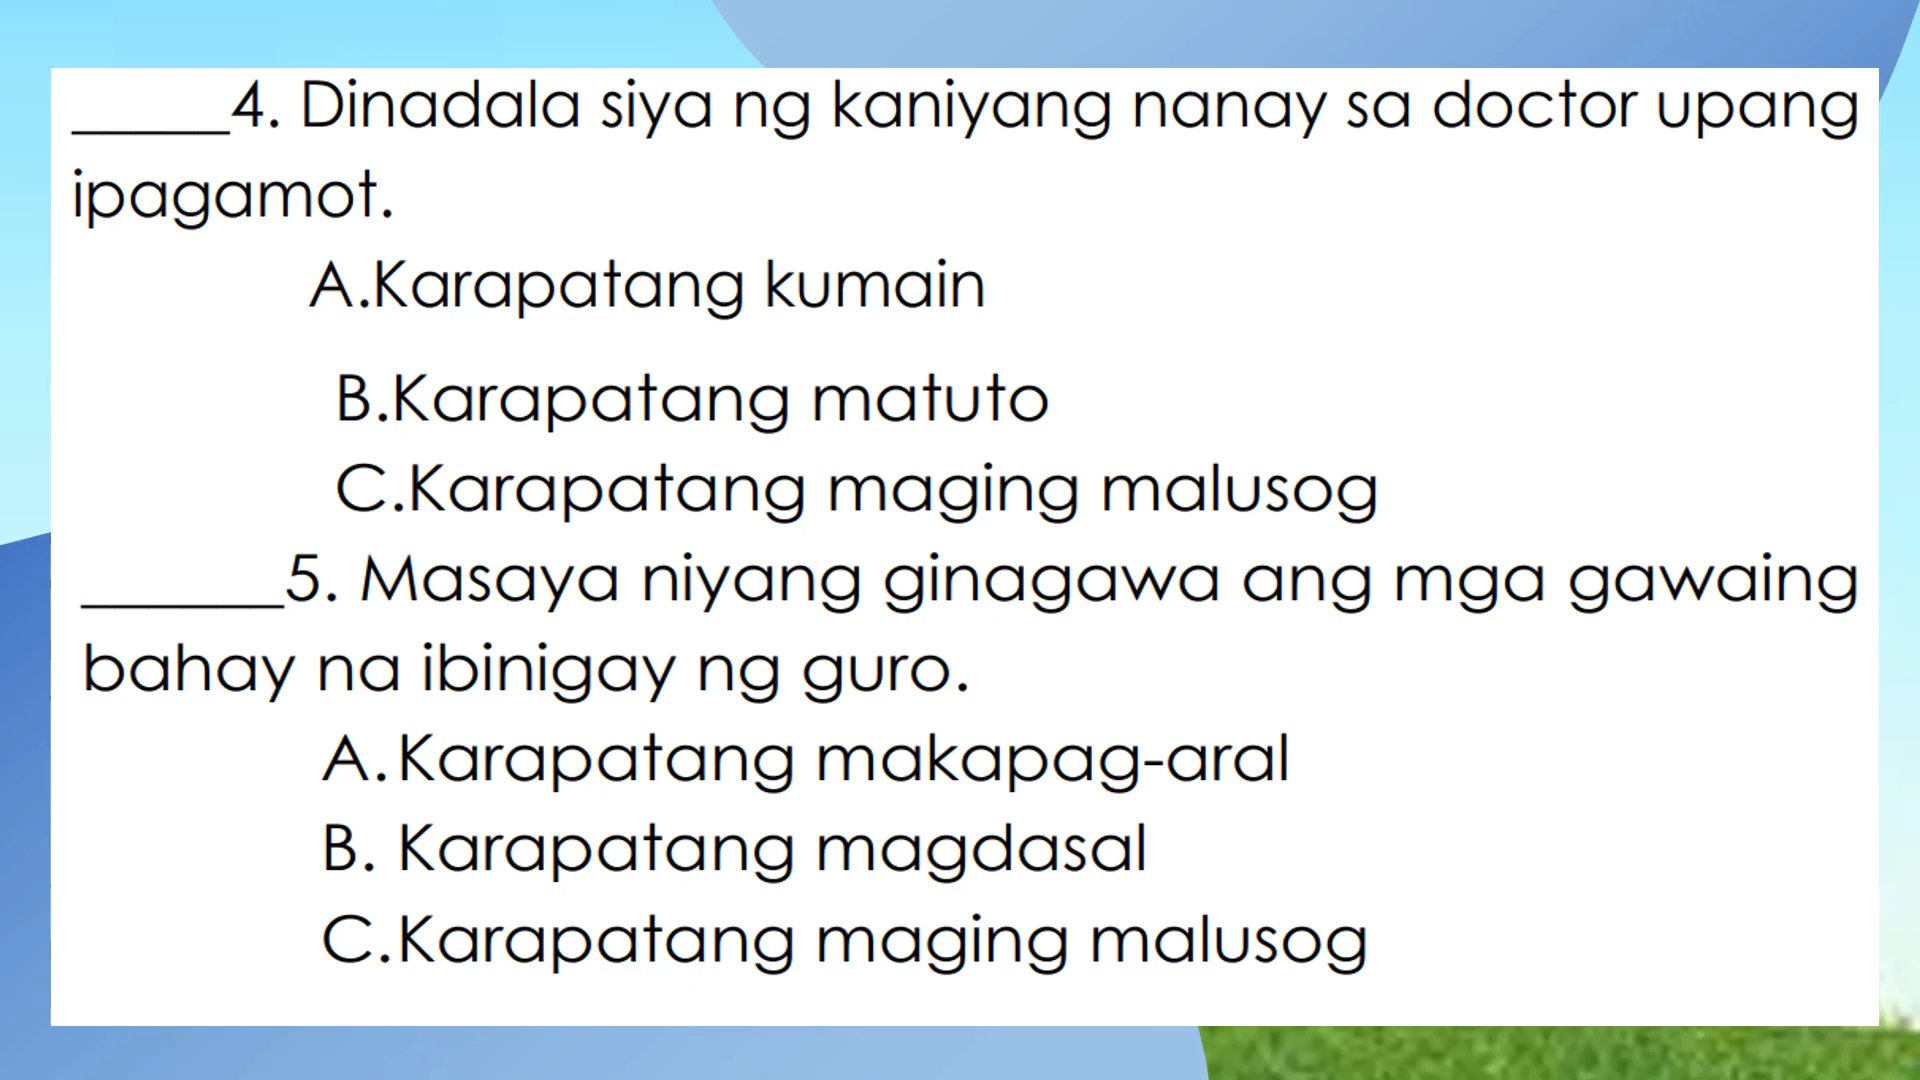 _____4. Dinadala siya ng kaniyang nanay sa doctor upang
ipagamot.
A.Karapatang kumain
B.Karapatang matuto
C.Karapatang maging malusog
______5. Masaya niyang ginagawa ang mga gawaing
bahay na ibinigay ng guro.
A.Karapatang makapag-aral
B. Karapatang magdasal
C.Karapatang maging malusog